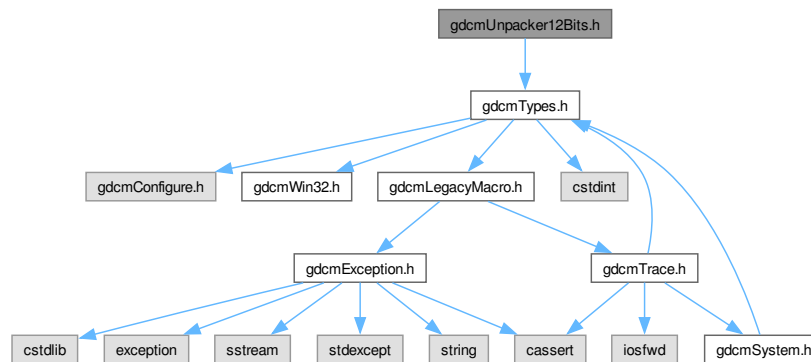 gdcmUnpacker12Bits.h
gdcmTypes.h
gdcmConfigure.h
gdcmWin32.h
gdcmLegacyMacro.h
cstdint
gdcmException.h
gdcmTrace.h
cstdlib
exception
sstream
stdexcept
string
cassert
iosfwd
gdcmSystem.h